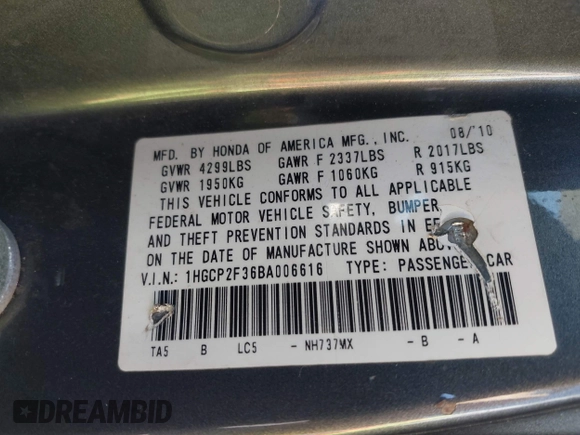 MFD. BY HONDA OF AMERICA MFG., INC. 08/'10
GVWR 4299LBS GAWR F 2337LBS R 2017LBS
GVWR 1950KG GAWR F 1060KG R 915KG
THIS VEHICLE CONFORMS TO ALL APPLICABLE
FEDERAL MOTOR VEHICLE SAFETY, BUMPER,
AND THEFT PREVENTION STANDARDS IN
ON THE DATE OF MANUFACTURE SHOWN
V.I.N.: 1HGCP2F36BA006616 TYPE: PASSENGER CAR
TA5 B LC5 - NH737MX - B - A
DREAMBID